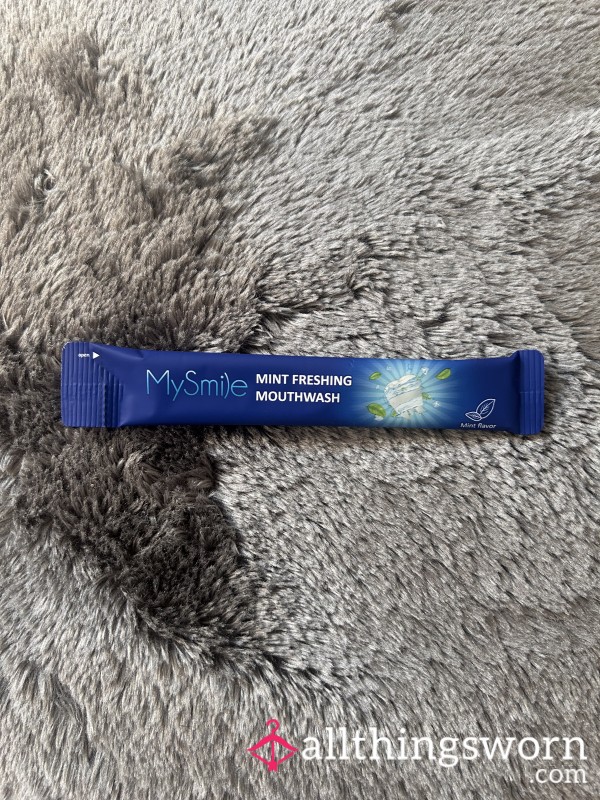 open
MySmile
MINT FRESHING
MOUTHWASH
Mint flavor
allthingsworn
.com